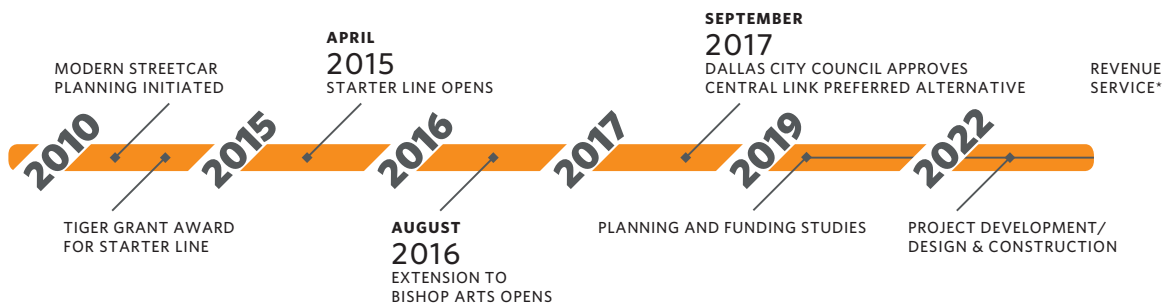 MODERN STREETCAR
PLANNING INITIATED
APRIL
2015
STARTER LINE OPENS
SEPTEMBER
2017
DALLAS CITY COUNCIL APPROVES
CENTRAL LINK PREFERRED ALTERNATIVE
REVENUE
SERVICE*
2010
2015
2016
2017
2019
2022
TIGER GRANT AWARD
FOR STARTER LINE
AUGUST
2016
EXTENSION TO
BISHOP ARTS OPENS
PLANNING AND FUNDING STUDIES
PROJECT DEVELOPMENT/
DESIGN & CONSTRUCTION